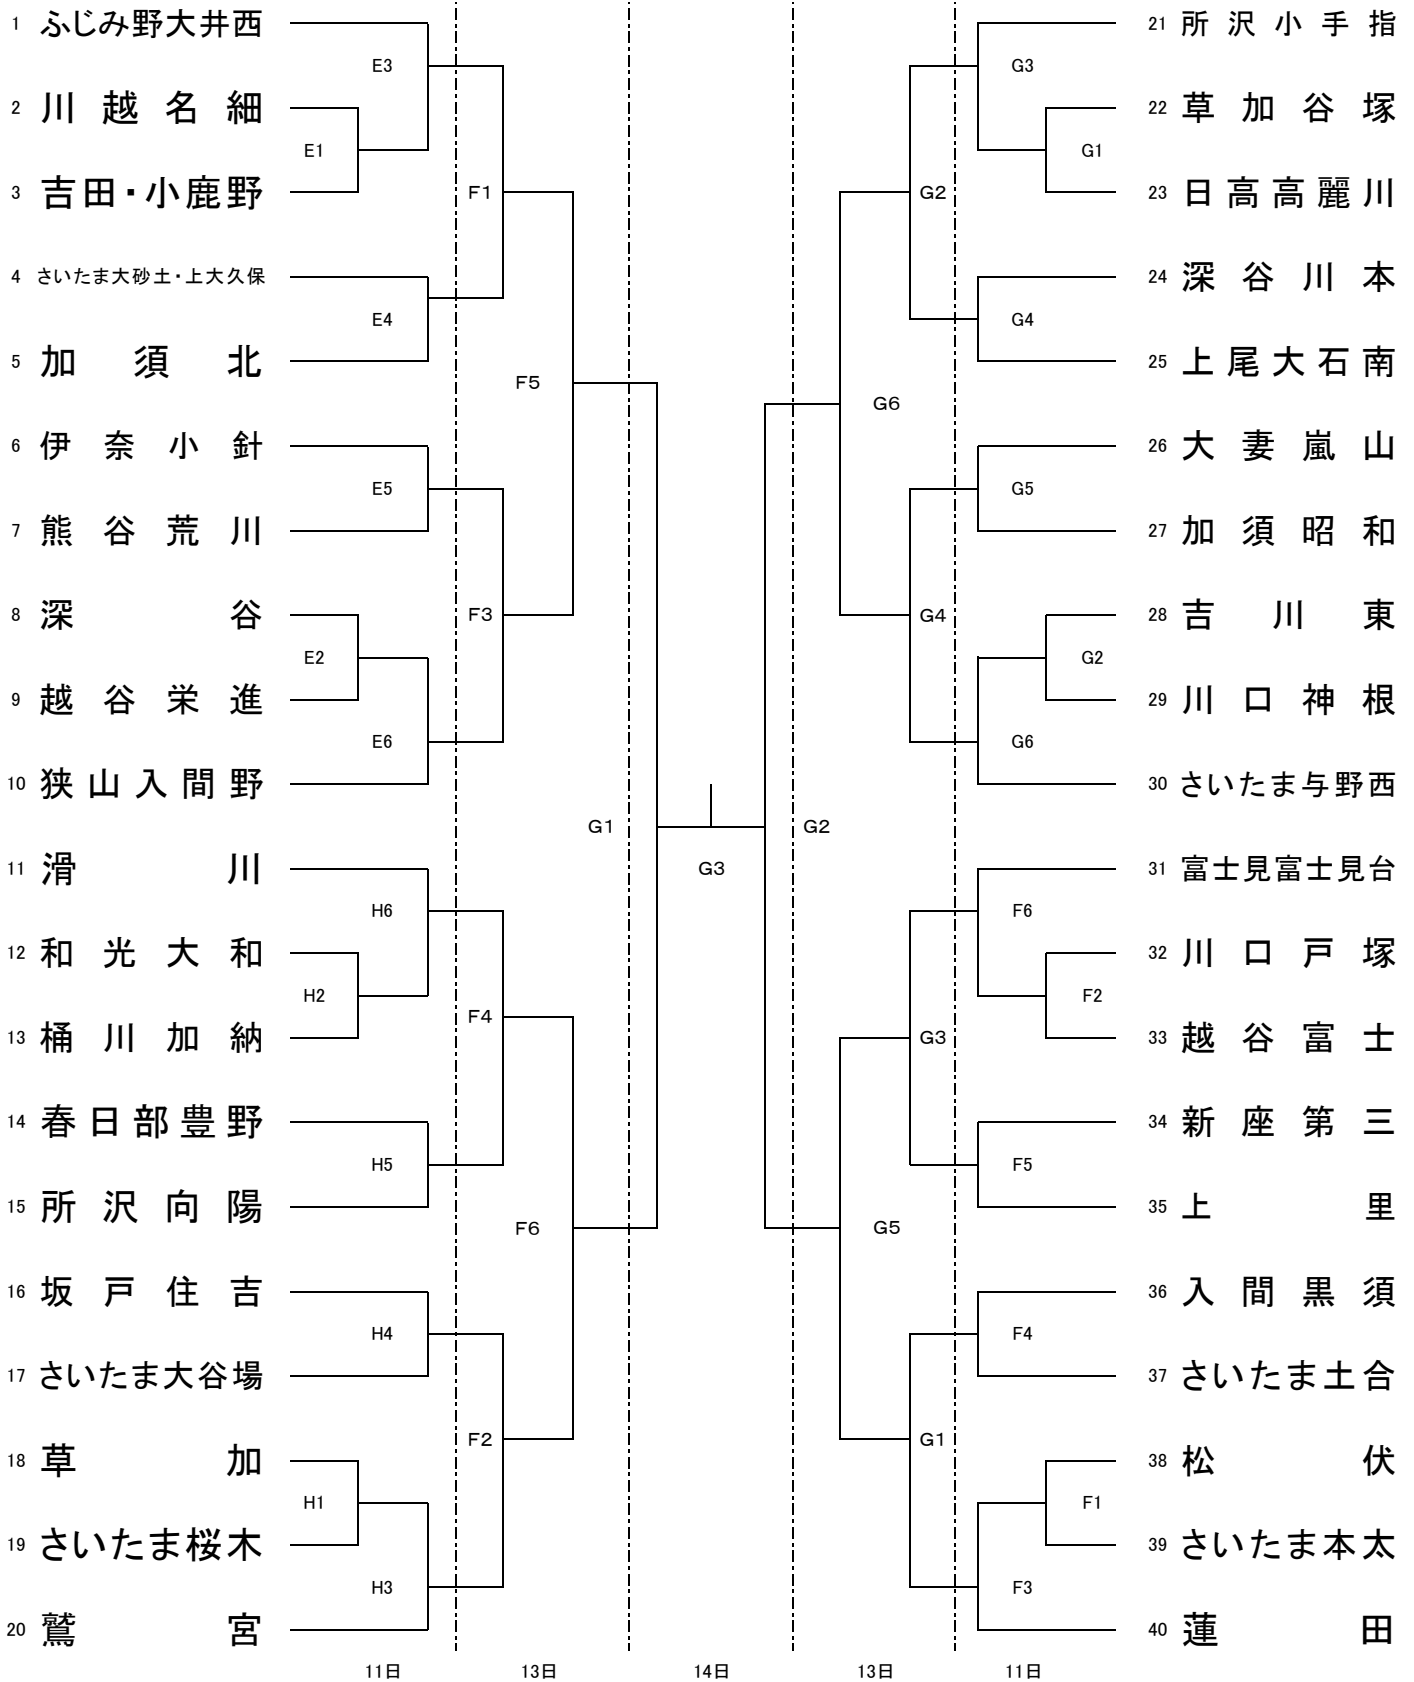 1 ふじみ野大井西
2 川越名細
3 吉田・小鹿野
4 さいたま大砂土・上大久保
5 加須北
6 伊奈小針
7 熊谷荒川
8 深谷
9 越谷栄進
10 狭山入間野
11 滑川
12 和光大和
13 桶川加納
14 春日部豊野
15 所沢向陽
16 坂戸住吉
17 さいたま大谷場
18 草加
19 さいたま桜木
20 鷲宮
E3
E1
E4
E5
E2
E6
H6
H2
H5
H4
H1
H3
F1
F3
F4
F2
F5
F6
G1
G3
G2
G6
G5
G2
G4
G3
G1
G3
G1
G4
G5
G2
G6
F6
F2
F5
F4
F1
F3
21 所沢小手指
22 草加谷塚
23 日高高麗川
24 深谷川本
25 上尾大石南
26 大妻嵐山
27 加須昭和
28 吉川東
29 川口神根
30 さいたま与野西
31 富士見富士見台
32 川口戸塚
33 越谷富士
34 新座第三
35 上里
36 入間黒須
37 さいたま土合
38 松伏
39 さいたま本太
40 蓮田
11日 13日 14日 13日 11日